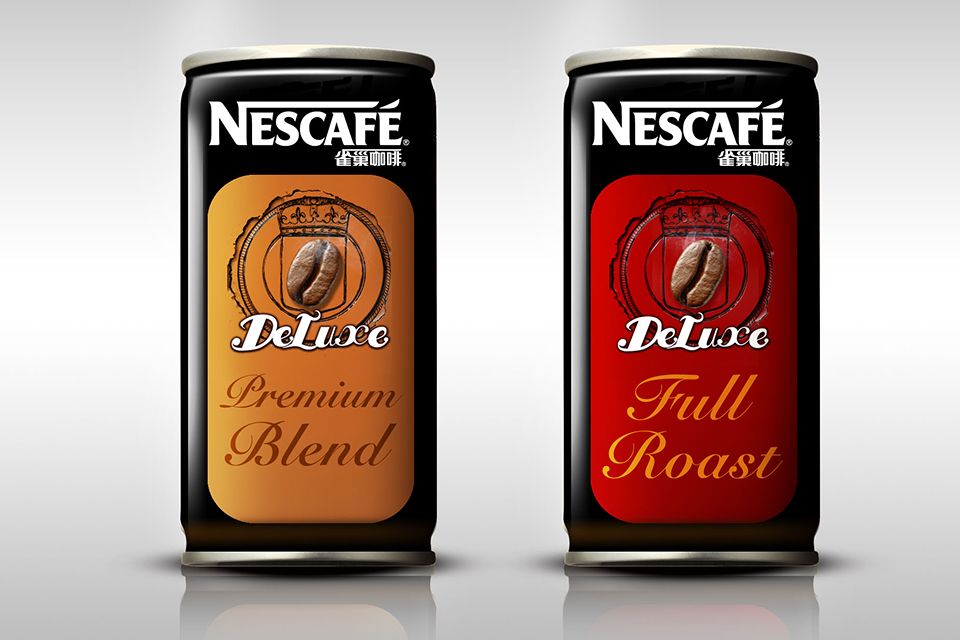 NESCAFÉ®
雀巢咖啡®
DeLuxe
Premium
Blend
NESCAFÉ®
雀巢咖啡®
DeLuxe
Full
Roast